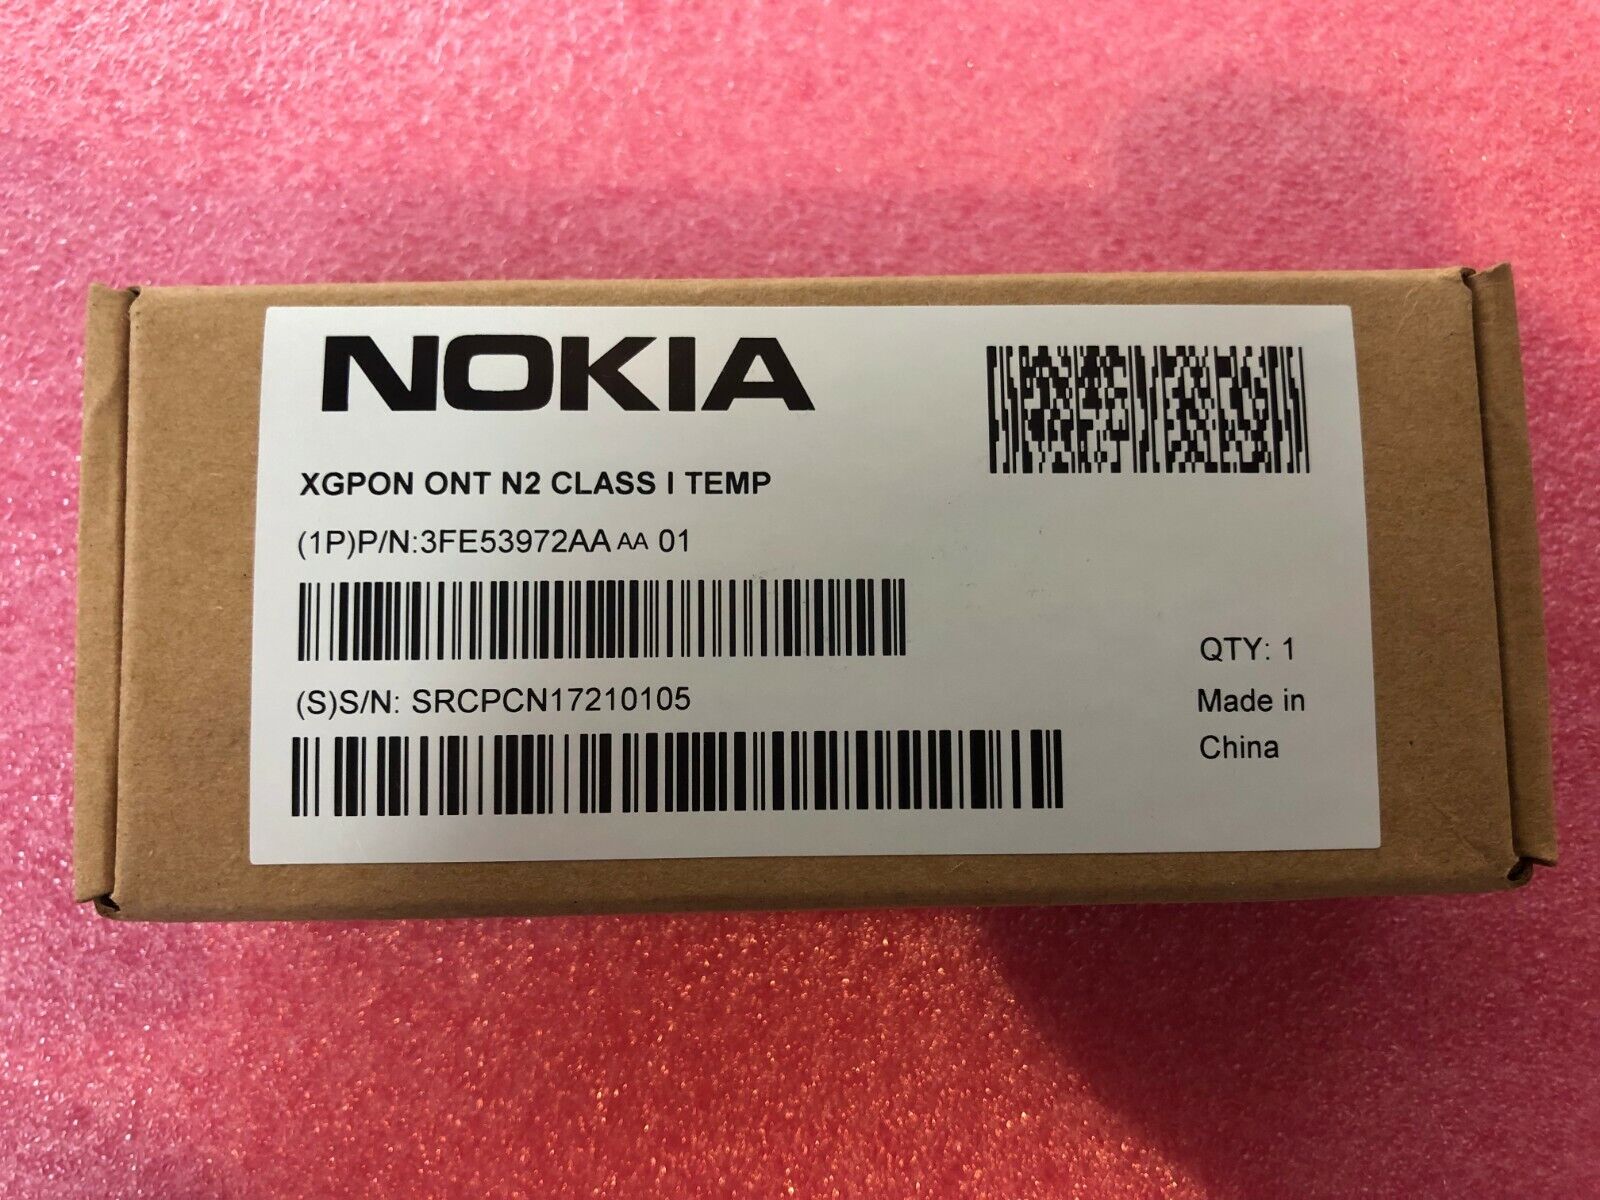 NOKIA
XGPON ONT N2 CLASS I TEMP
(1P)P/N:3FE53972AA AA 01
(S)S/N: SRCPCN17210105
QTY: 1
Made in
China